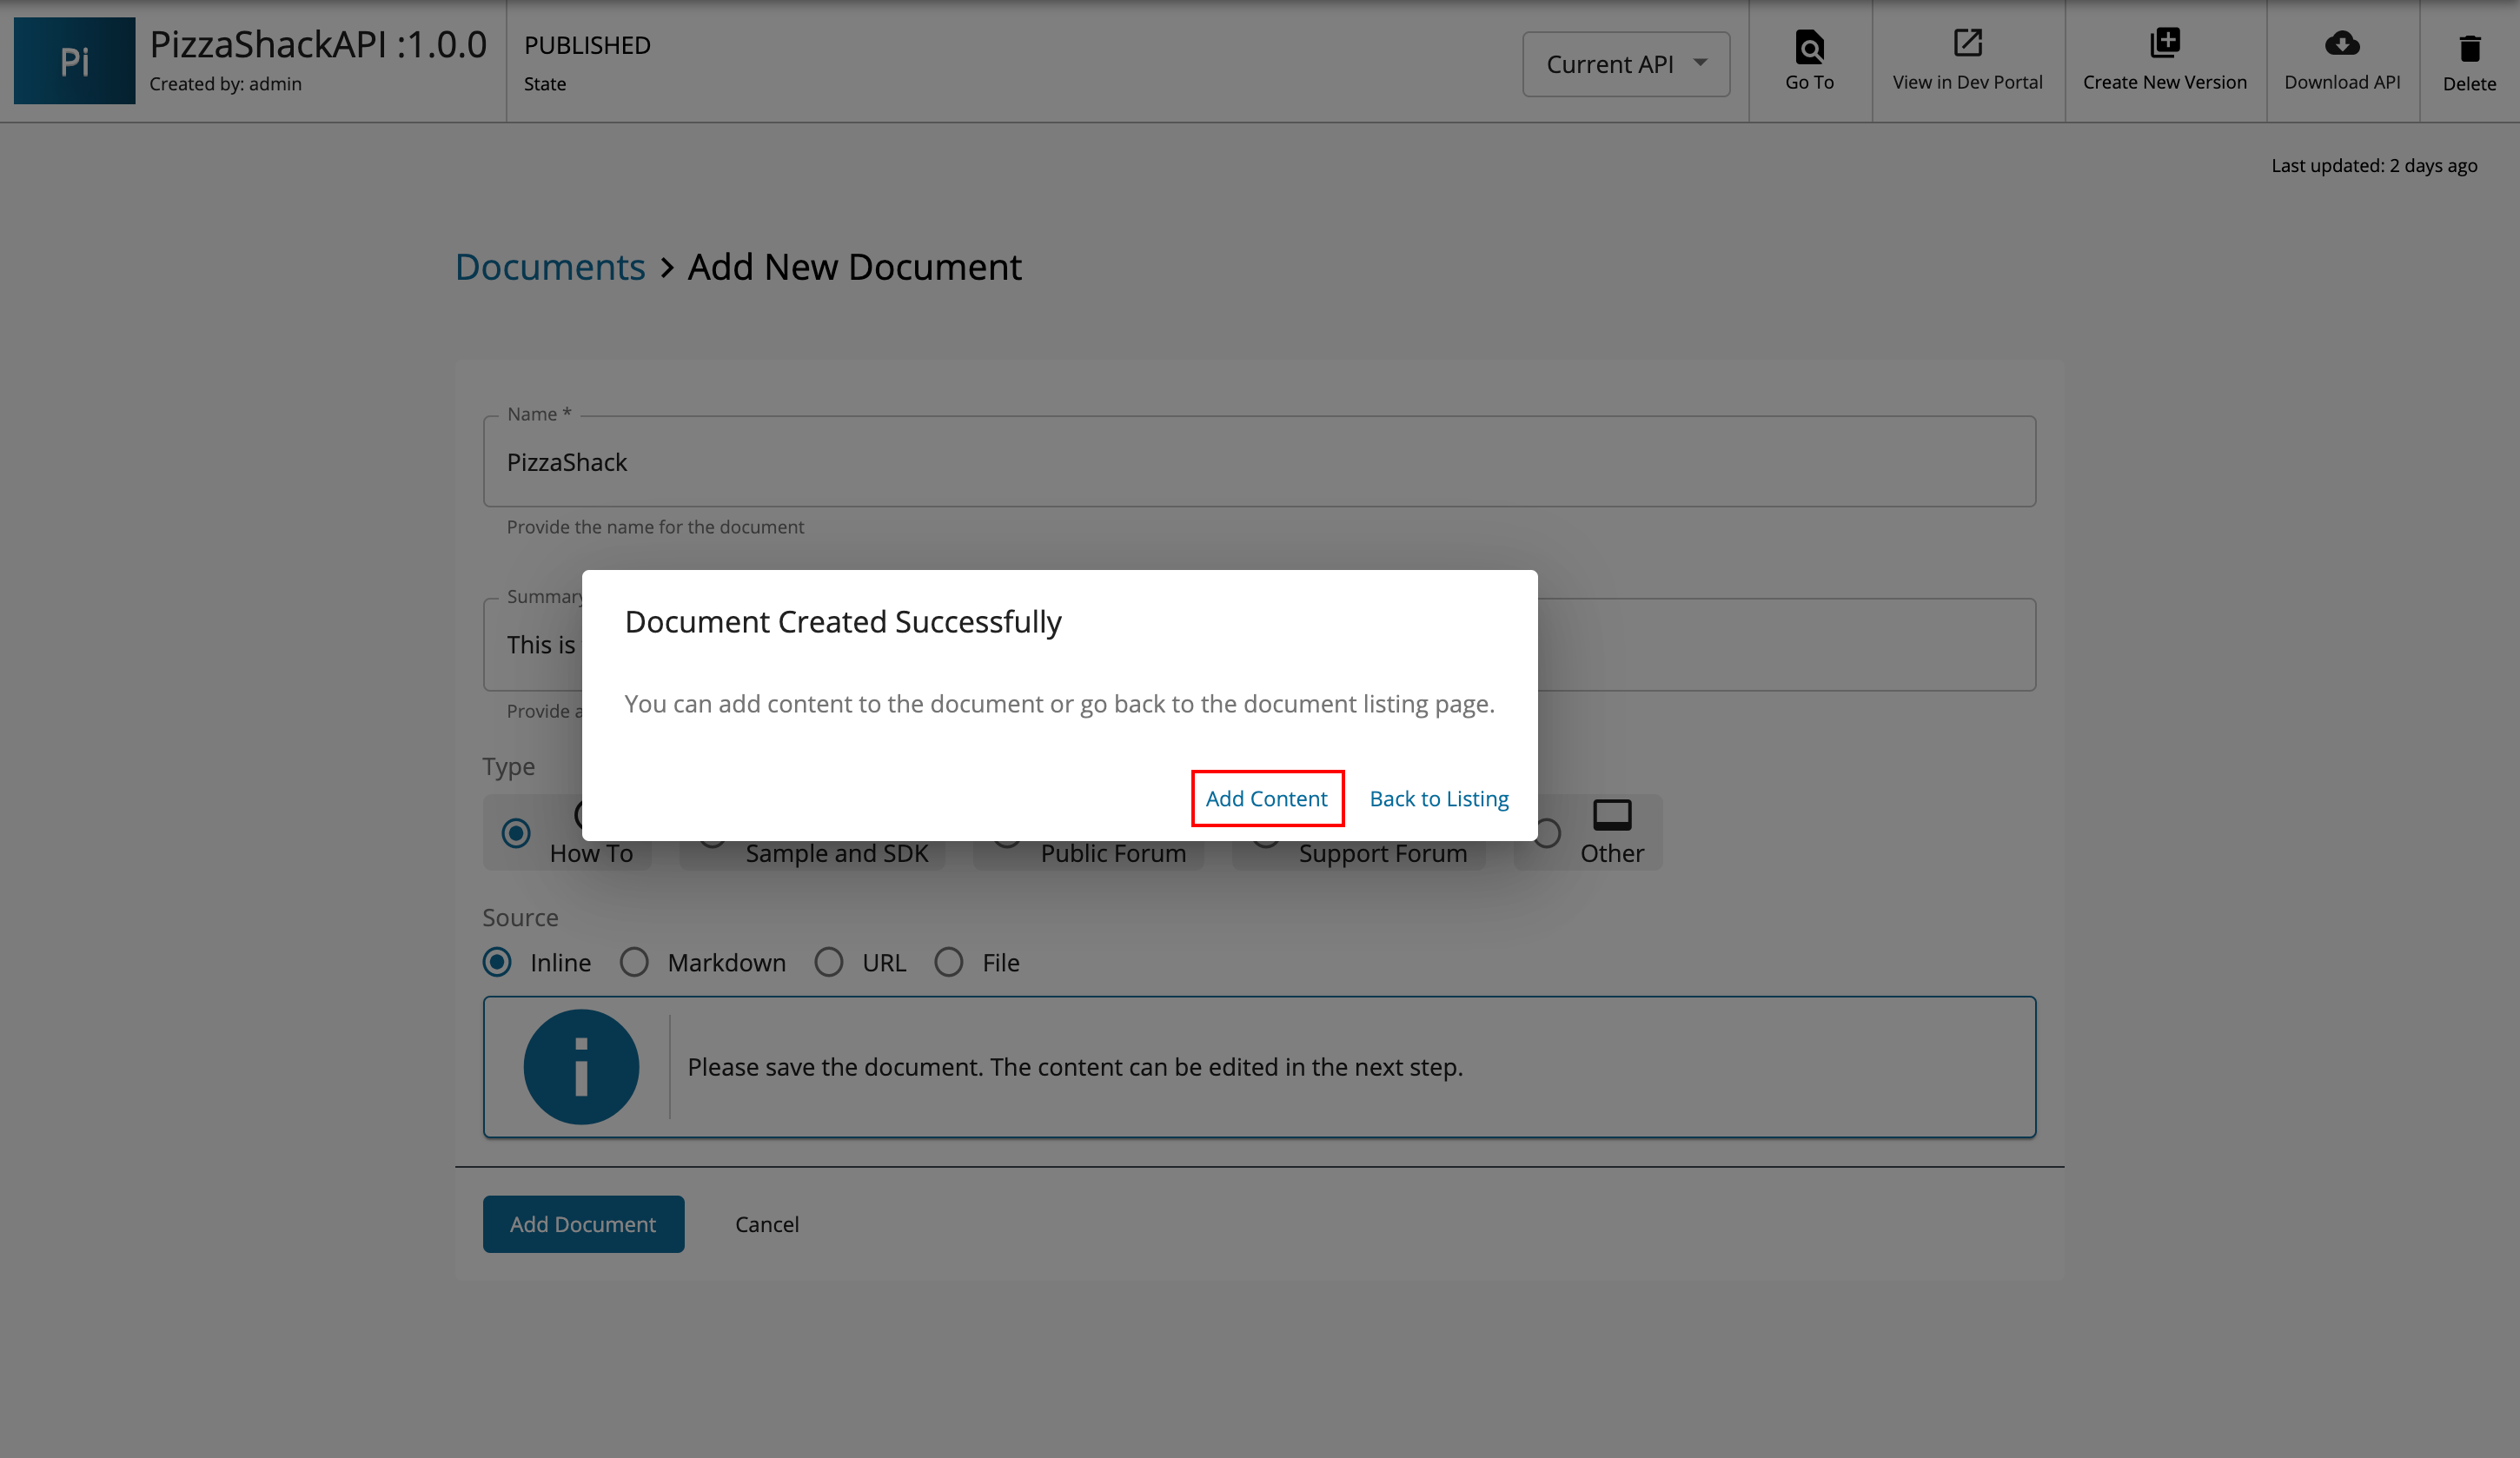 Pi
PizzaShackAPI :1.0.0
Created by: admin
PUBLISHED
State
Current API
Go To
View in Dev Portal
Create New Version
Download API
Delete
Last updated: 2 days ago
Documents > Add New Document
Name *
PizzaShack
Provide the name for the document
Summary
This is
Provide a
Document Created Successfully
You can add content to the document or go back to the document listing page.
Add Content
Back to Listing
Type
How To
Sample and SDK
Public Forum
Support Forum
Other
Source
Inline
Markdown
URL
File
Please save the document. The content can be edited in the next step.
Add Document
Cancel